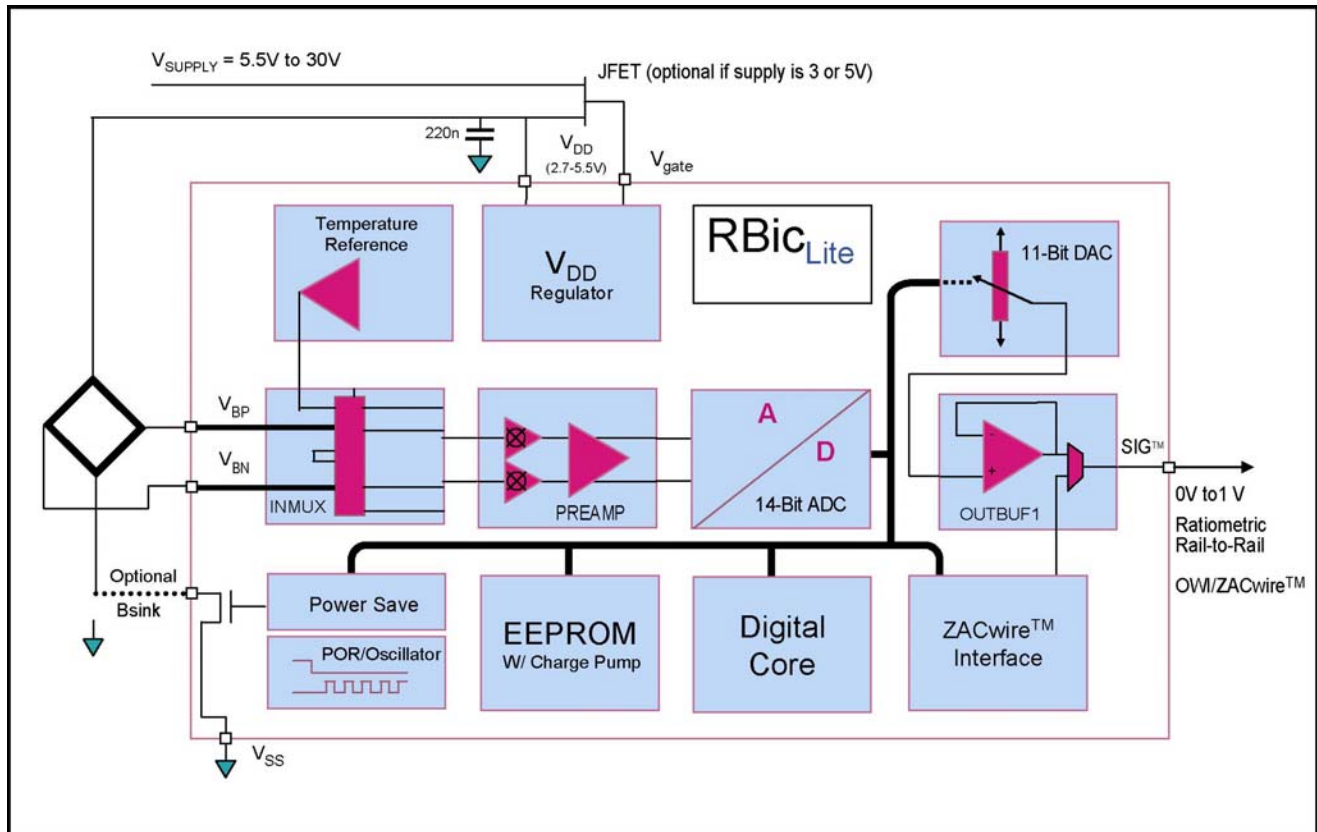 VSUPPLY = 5.5V to 30V
JFET (optional if supply is 3 or 5V)
220n
VDD
(2.7-5.5V)
Vgate
Temperature
Reference
VDD
Regulator
RBicLite
11-Bit DAC
VBP
VBN
INMUX
PREAMP
A
D
14-Bit ADC
-
+
OUTBUF1
SIG™
0V to1 V
Ratiometric
Rail-to-Rail
OWI/ZACwire™
Optional
Bsink
Power Save
POR/Oscillator
EEPROM
W/ Charge Pump
Digital
Core
ZACwire™
Interface
VSS